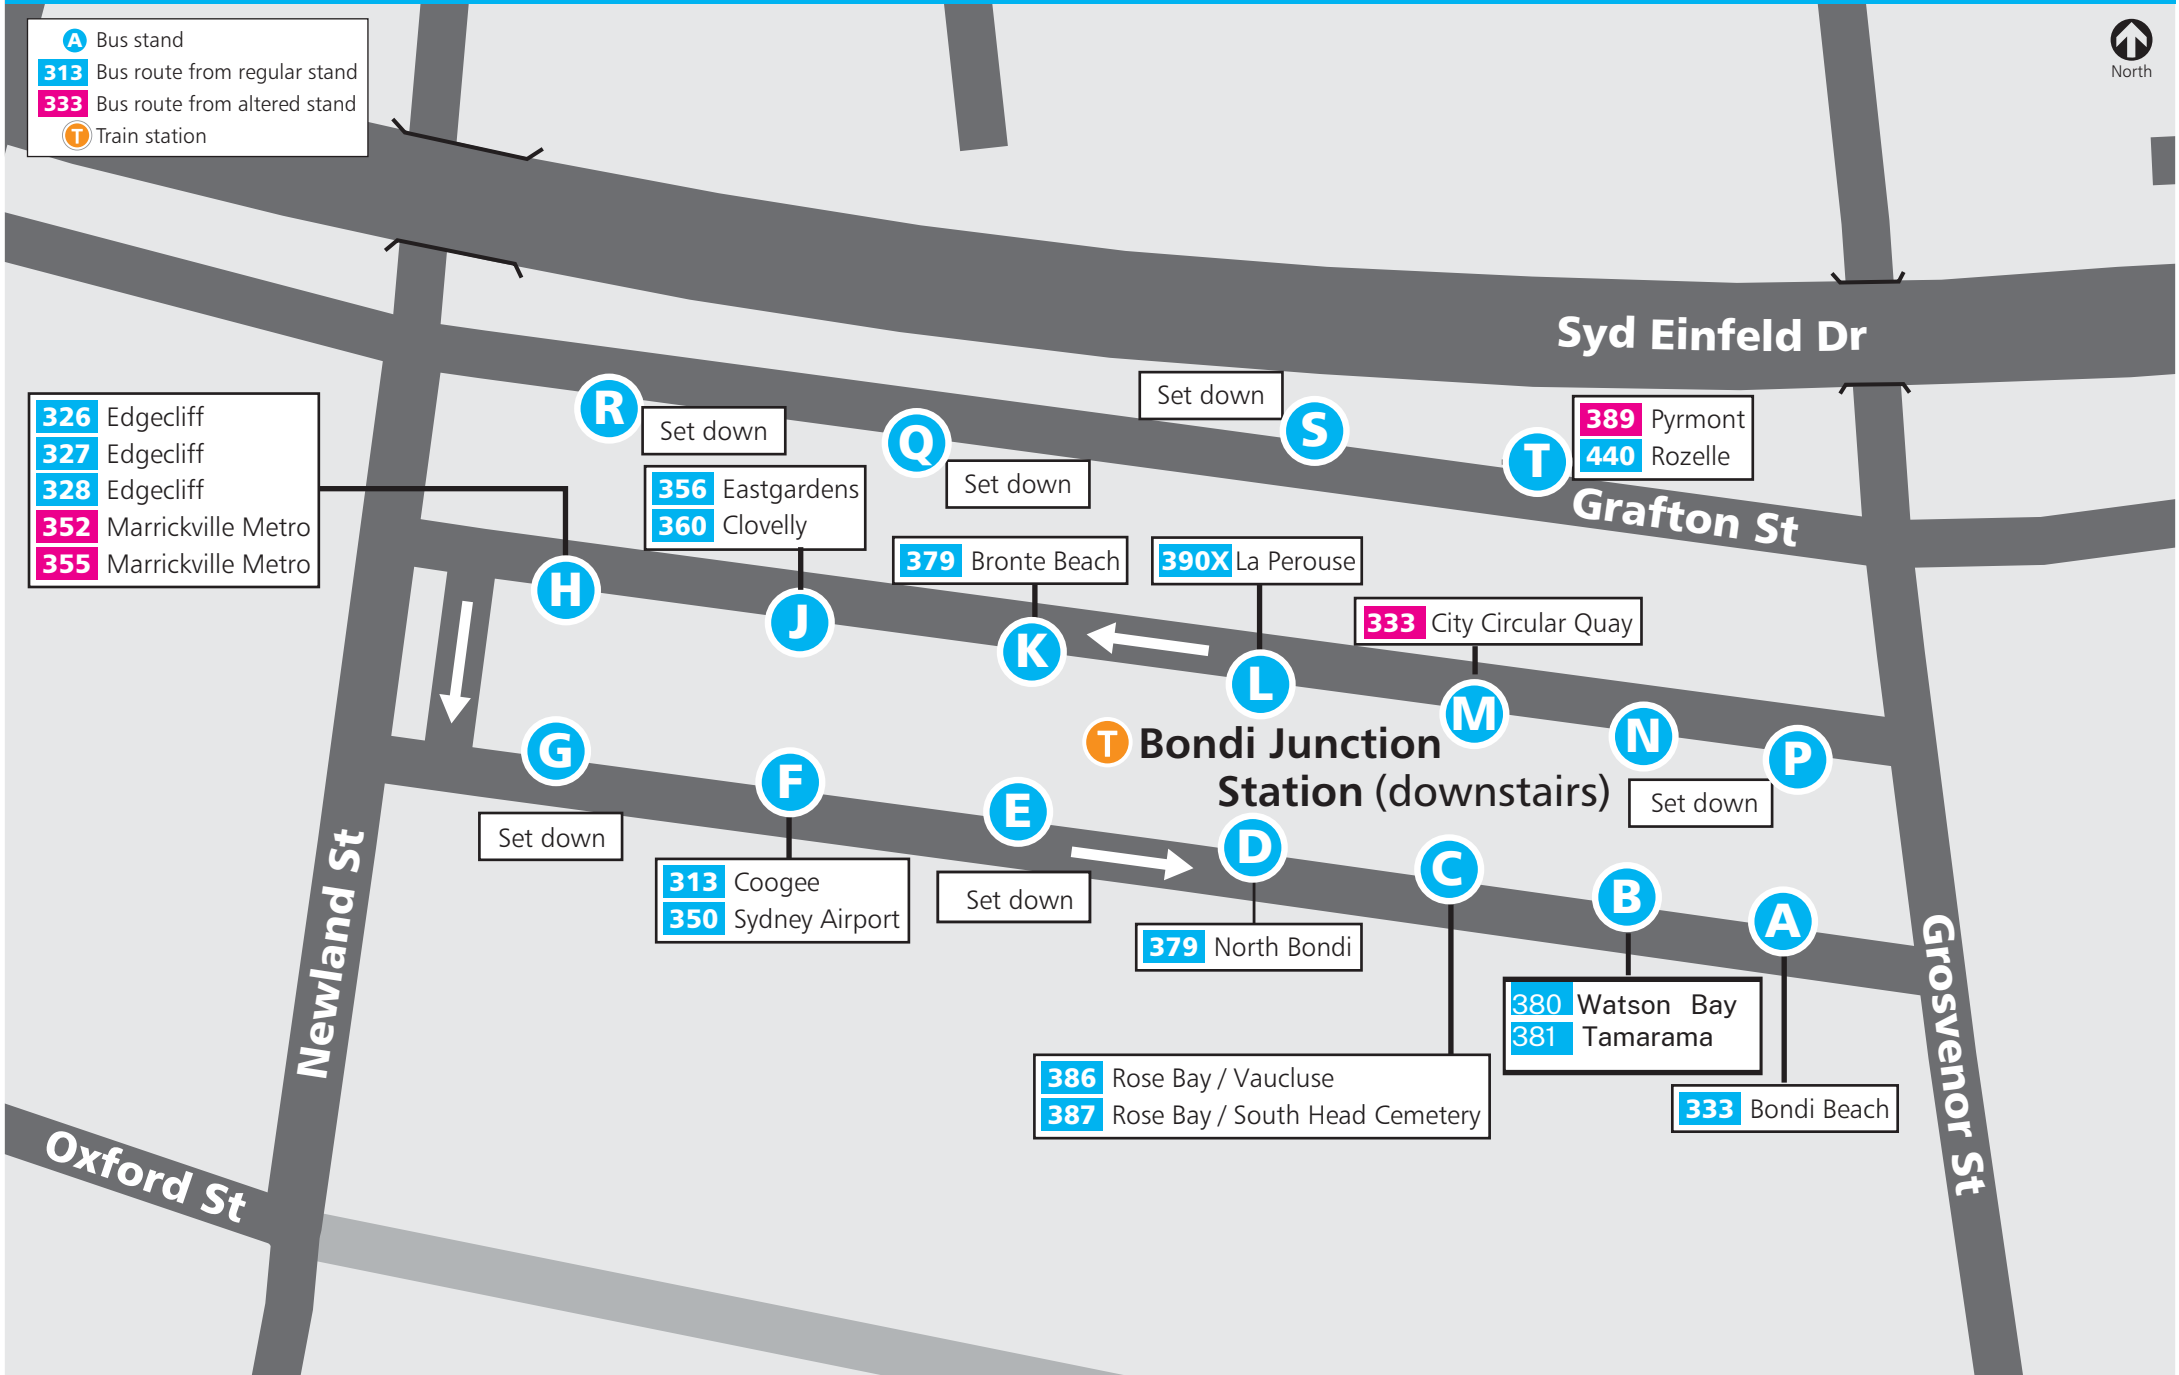 A Bus stand
313 Bus route from regular stand
333 Bus route from altered stand
T Train station
North
Syd Einfeld Dr
326 Edgecliff
327 Edgecliff
328 Edgecliff
352 Marrickville Metro
355 Marrickville Metro
R
Set down
Q
Set down
Set down
S
T
389 Pyrmont
440 Rozelle
Grafton St
356 Eastgardens
360 Clovelly
379 Bronte Beach
390X La Perouse
333 City Circular Quay
H
J
K
L
M
N
P
Set down
T Bondi Junction
Station (downstairs)
G
Set down
F
313 Coogee
350 Sydney Airport
E
Set down
D
379 North Bondi
C
B
A
380 Watson Bay
381 Tamarama
386 Rose Bay / Vaucluse
387 Rose Bay / South Head Cemetery
333 Bondi Beach
Newland St
Grosvenor St
Oxford St